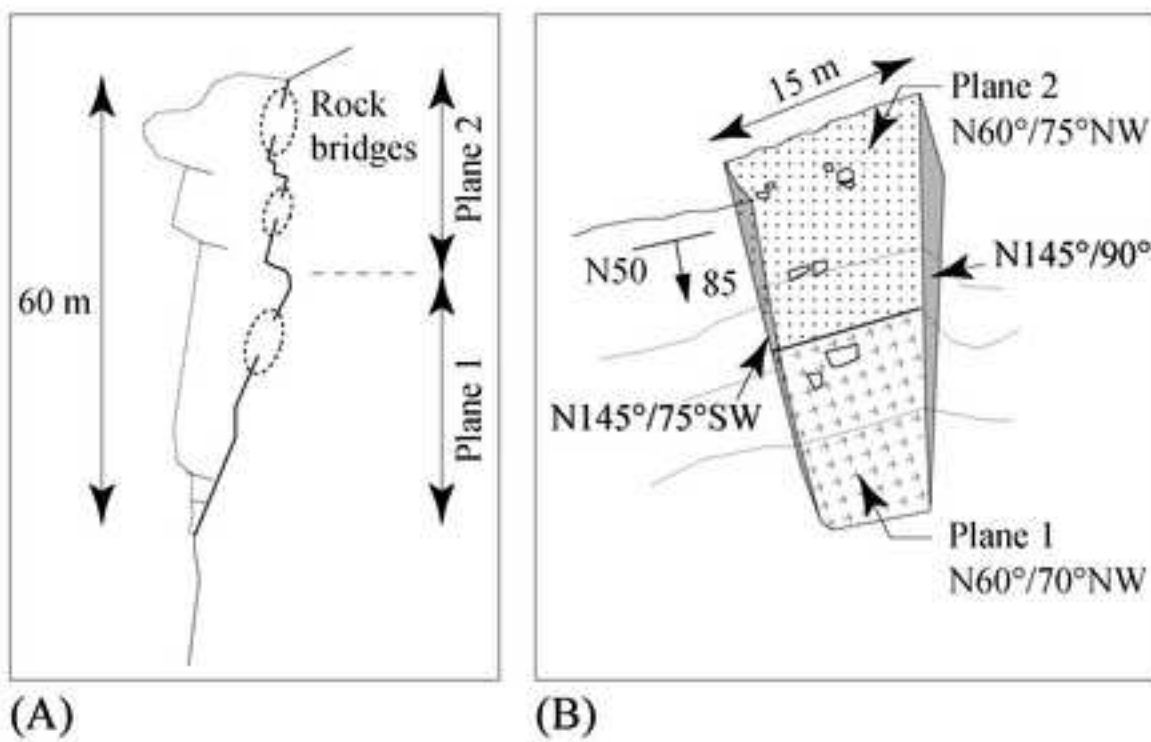 60 m
Rock
bridges
Plane 2
Plane 1
(A)
15 m
Plane 2
N60°/75°NW
N50
85
N145°/90°
N145°/75°SW
Plane 1
N60°/70°NW
(B)